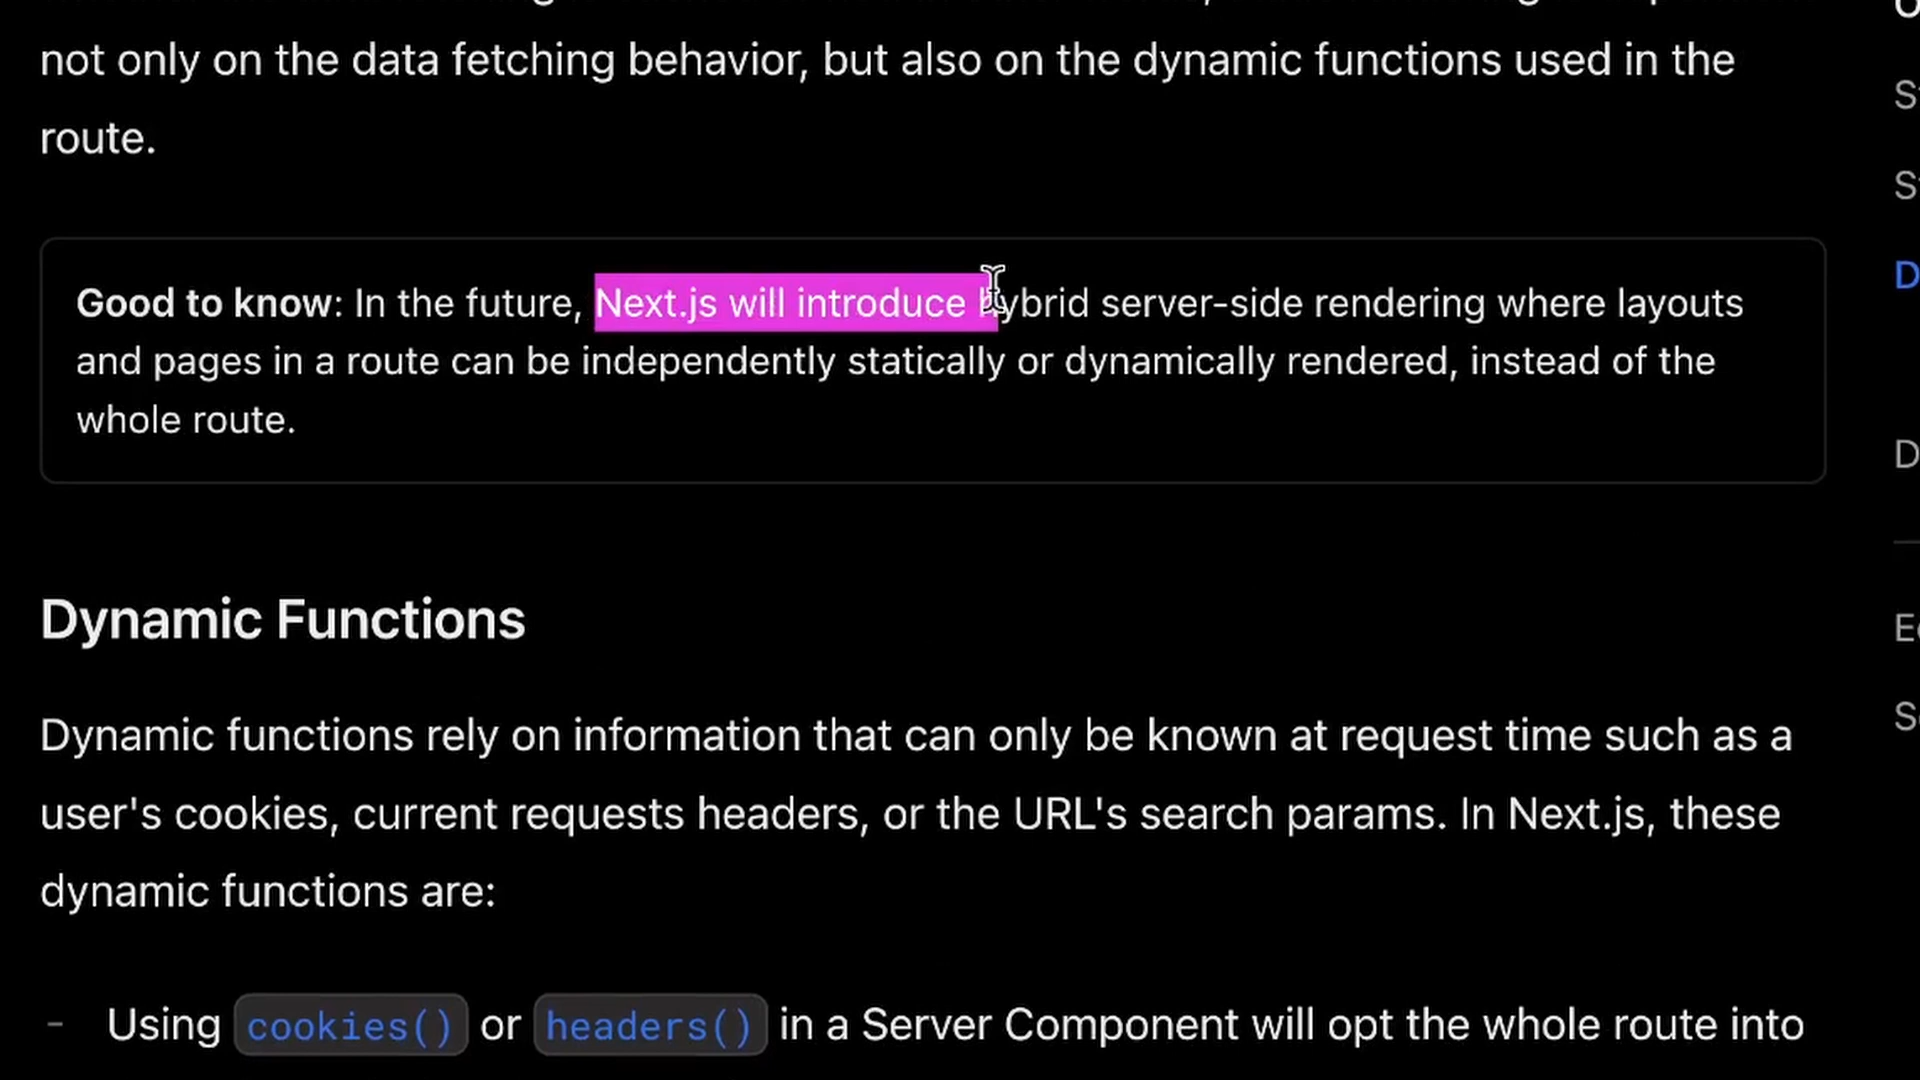 not only on the data fetching behavior, but also on the dynamic functions used in the
route.
Good to know: In the future, Next.js will introduce hybrid server-side rendering where layouts
and pages in a route can be independently statically or dynamically rendered, instead of the
whole route.
Dynamic Functions
Dynamic functions rely on information that can only be known at request time such as a
user's cookies, current requests headers, or the URL's search params. In Next.js, these
dynamic functions are:
- Using cookies() or headers() in a Server Component will opt the whole route into